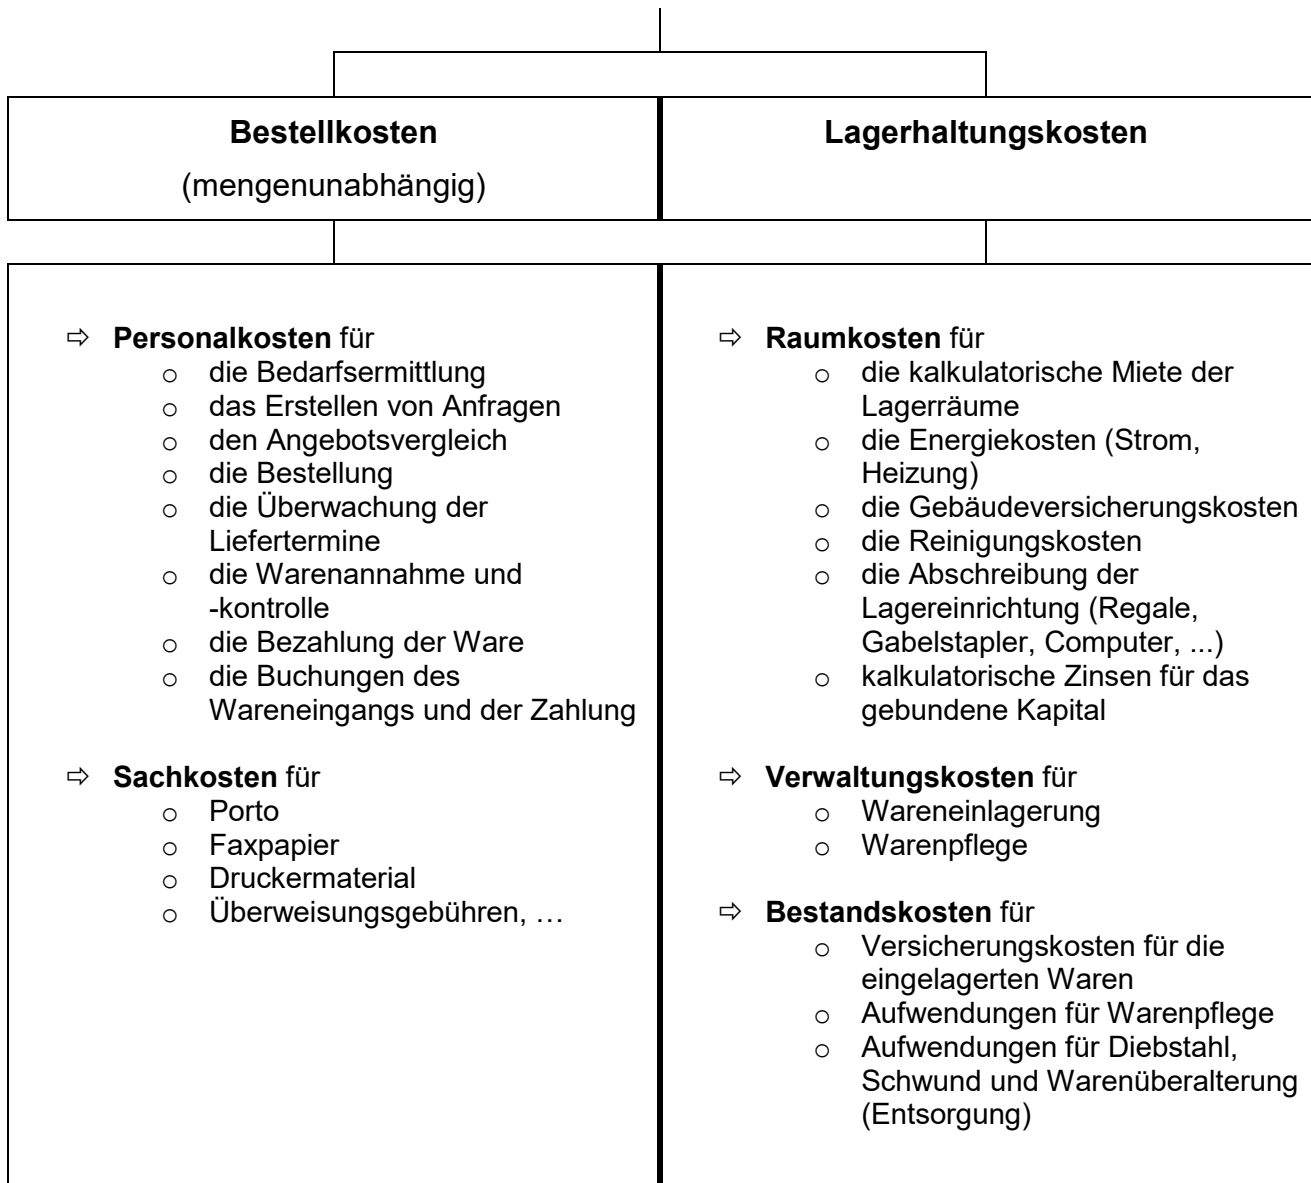 Bestellkosten
(mengenunabhängig)
⇨ Personalkosten für
o die Bedarfsermittlung
o das Erstellen von Anfragen
o den Angebotsvergleich
o die Bestellung
o die Überwachung der
Liefertermine
o die Warenannahme und
-kontrolle
o die Bezahlung der Ware
o die Buchungen des
Wareneingangs und der Zahlung
⇨ Sachkosten für
o Porto
o Faxpapier
o Druckermaterial
o Überweisungsgebühren, …
Lagerhaltungskosten
⇨ Raumkosten für
o die kalkulatorische Miete der
Lagerräume
o die Energiekosten (Strom,
Heizung)
o die Gebäudeversicherungskosten
o die Reinigungskosten
o die Abschreibung der
Lagereinrichtung (Regale,
Gabelstapler, Computer, ...)
o kalkulatorische Zinsen für das
gebundene Kapital
⇨ Verwaltungskosten für
o Wareneinlagerung
o Warenpflege
⇨ Bestandskosten für
o Versicherungskosten für die
eingelagerten Waren
o Aufwendungen für Warenpflege
o Aufwendungen für Diebstahl,
Schwund und Warenüberalterung
(Entsorgung)